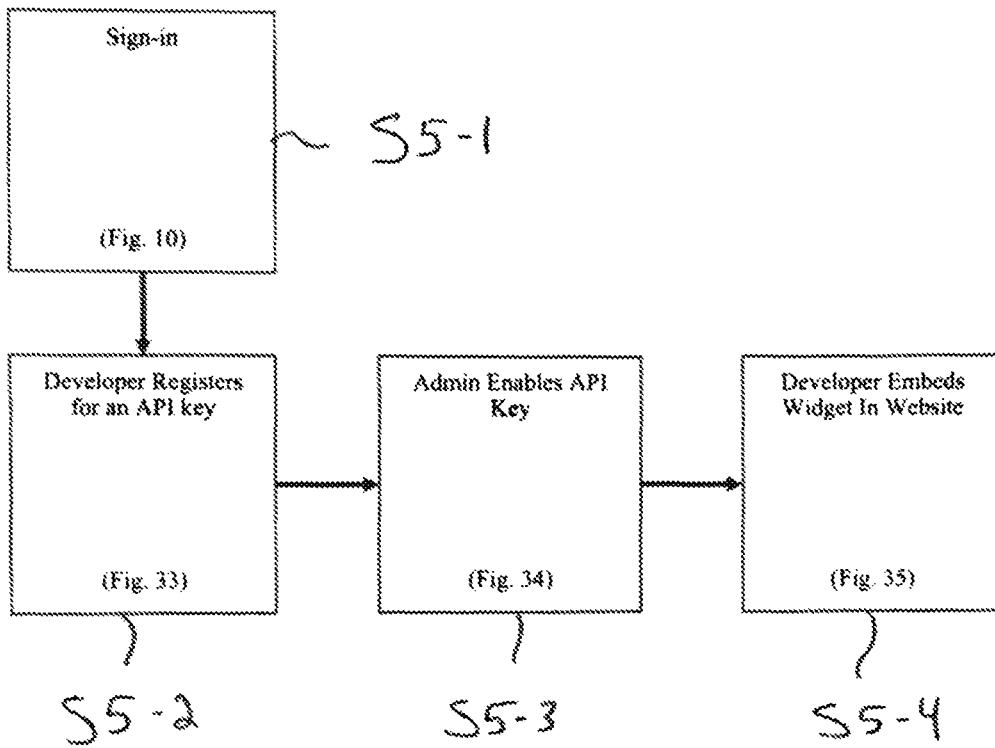 Sign-in
(Fig. 10)
S5-1
Developer Registers
for an API key
(Fig. 33)
S5-2
Admin Enables API
Key
(Fig. 34)
S5-3
Developer Embeds
Widget In Website
(Fig. 35)
S5-4